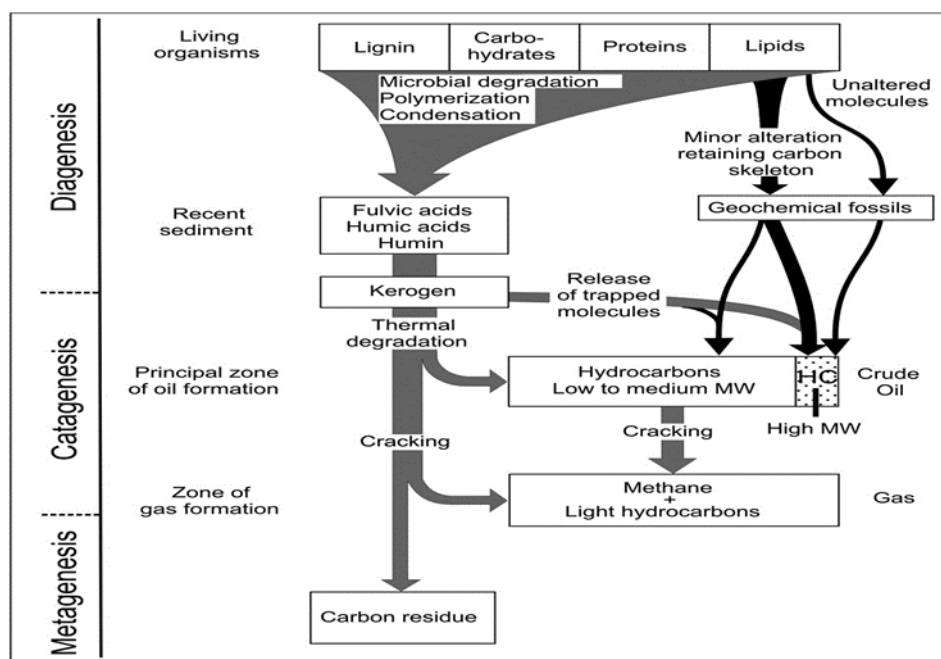 Living
organisms
Lignin
Carbo-
hydrates
Proteins
Lipids
Microbial degradation
Polymerization
Condensation
Unaltered
molecules
Minor alteration
retaining carbon
skeleton
Diagenesis
Recent
sediment
Fulvic acids
Humic acids
Humin
Geochemical fossils
Kerogen
Release
of trapped
molecules
Thermal
degradation
Catagenesis
Principal zone
of oil formation
Hydrocarbons
Low to medium MW
HC
Crude
Oil
High MW
Cracking
Cracking
Zone of
gas formation
Methane
+
Light hydrocarbons
Gas
Metagenesis
Carbon residue